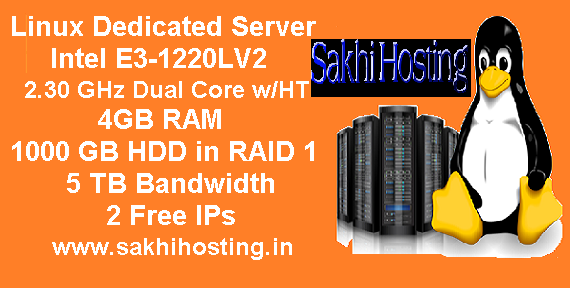 Linux Dedicated Server
Intel E3-1220LV2
2.30 GHz Dual Core w/HT
4GB RAM
1000 GB HDD in RAID 1
5 TB Bandwidth
2 Free IPs
www.sakhihosting.in
SakhiHosting